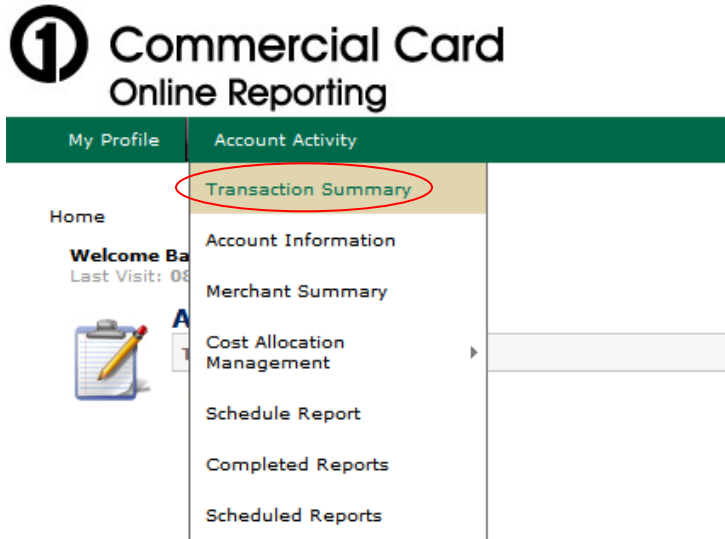 1 Commercial Card
Online Reporting
My Profile Account Activity
Transaction Summary
Home
Account Information
Welcome Ba
Last Visit: 08
Merchant Summary
A
T
Cost Allocation
Management
Schedule Report
Completed Reports
Scheduled Reports